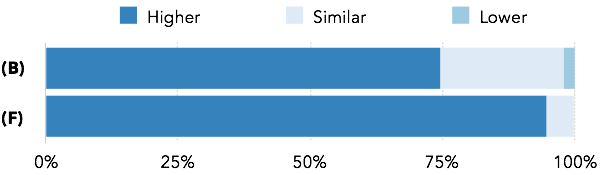 Higher Similar Lower
(B)
(F)
0% 25% 50% 75% 100%